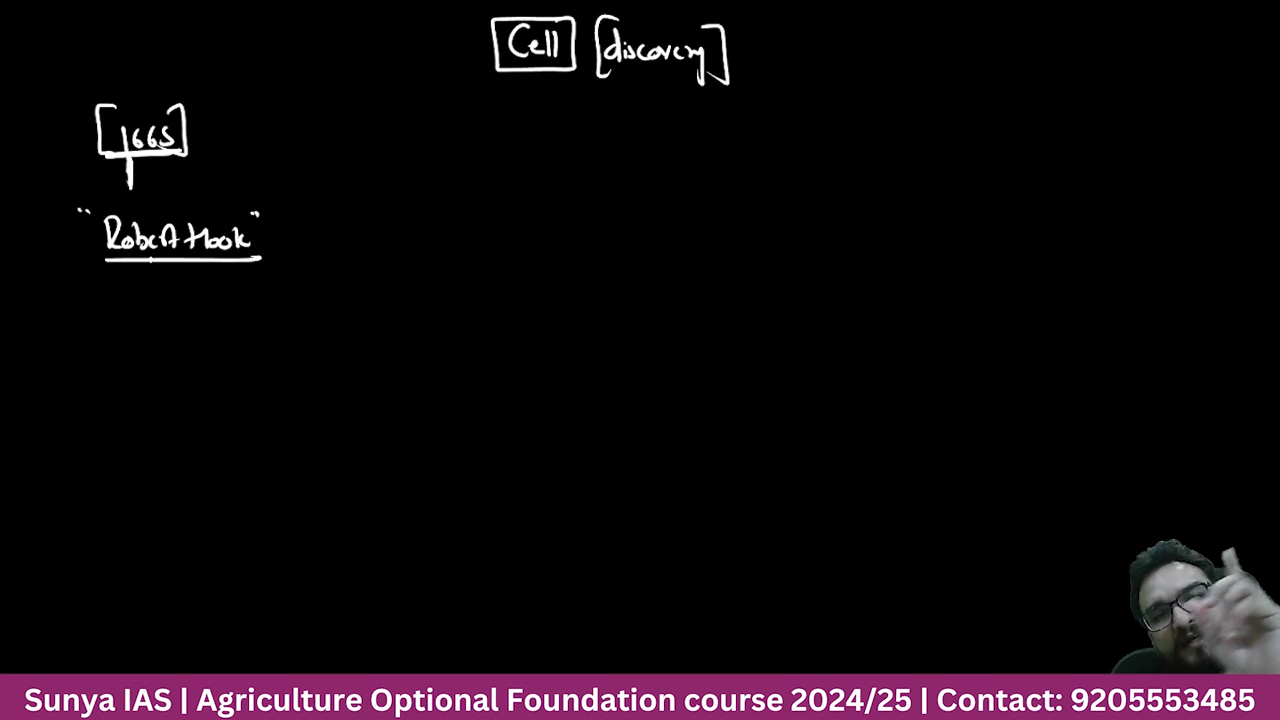 Cell [discovery]
[1665]
"Robert Hook"
Sunya IAS | Agriculture Optional Foundation course 2024/25 | Contact: 9205553485